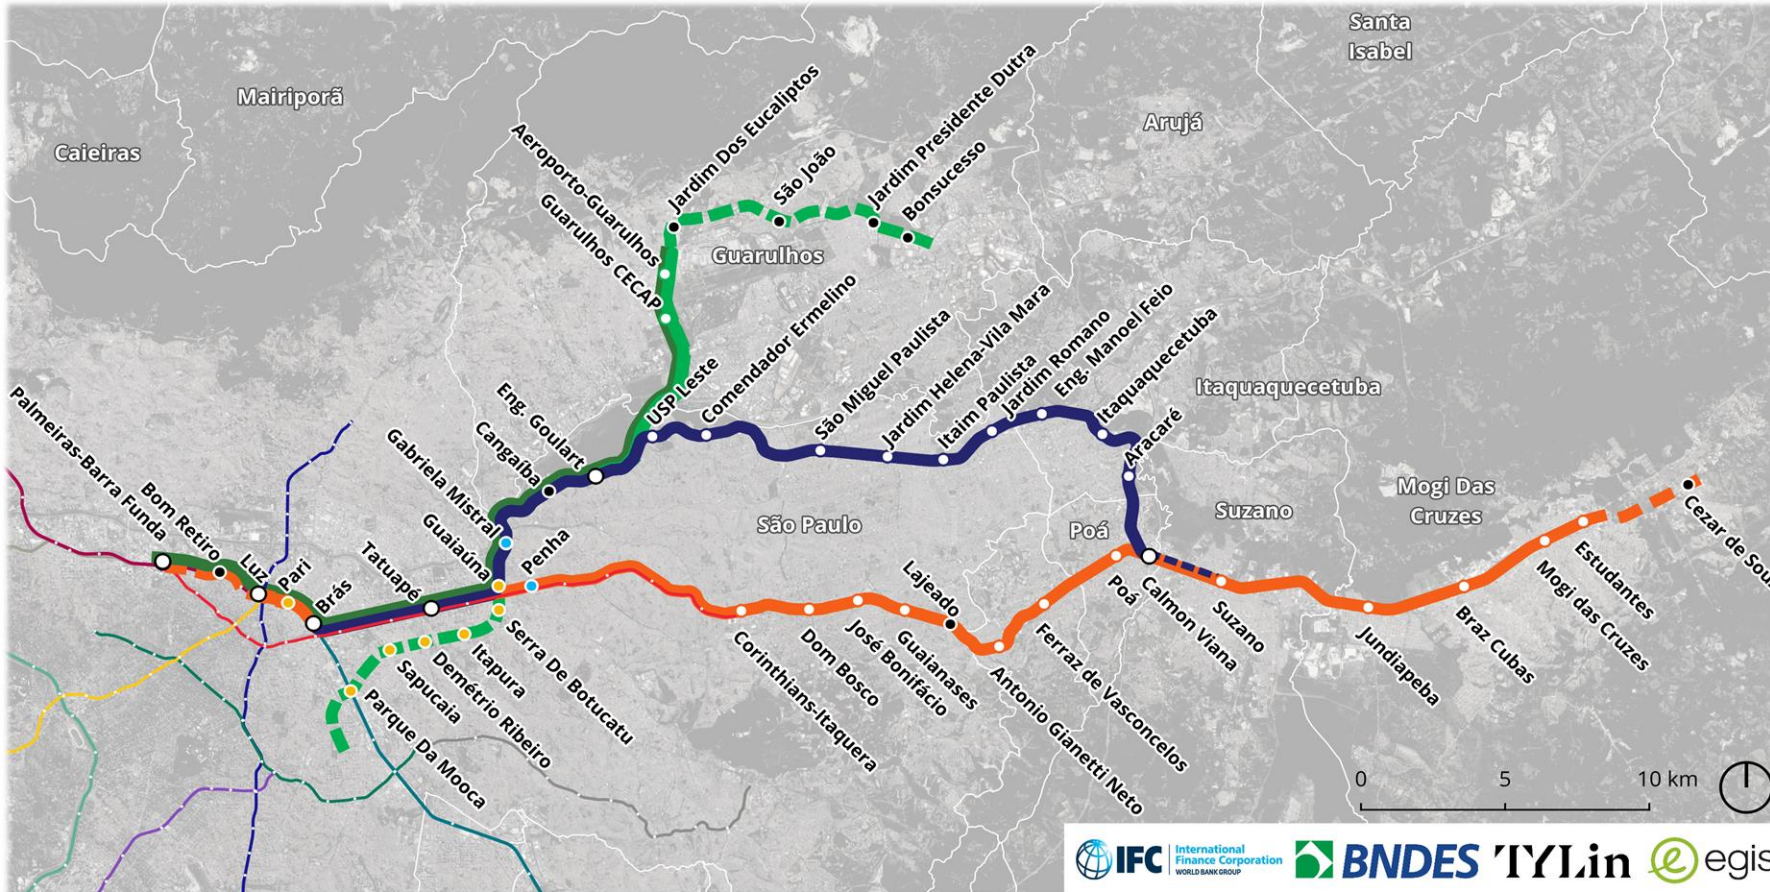 Santa
Isabel
Mairiporã
Caieiras
Arujá
Jardim Dos Eucaliptos
São João
Jardim Presidente Dutra
Bonsucesso
Aeroporto-Guarulhos
Guarulhos CECAP
Guarulhos
USP Leste
Comendador Ermelino
São Miguel Paulista
Jardim Helena-Vila Mara
Itaim Paulista
Jardim Romano
Eng. Manoel Feio
Itaquaquecetuba
Itaquaquecetuba
Aracaré
Palmeiras-Barra Funda
Bom Retiro
Luz
Pari
Brás
Tatuapé
Guaiaúna
Gabriela Mistral
Cangaíba
Eng. Goulart
Penha
São Paulo
Poá
Suzano
Mogi Das
Cruzes
Lajeado
Serra De Botucatu
Itapura
Demétrio Ribeiro
Sapucaia
Parque Da Mooca
Corinthians-Itaquera
Dom Bosco
José Bonifácio
Guaianases
Antonio Gianetti Neto
Ferraz de Vasconcelos
Poá
Calmon Viana
Suzano
Jundiapeba
Braz Cubas
Mogi das Cruzes
Estudantes
Cezar de Sou
0 5 10 km
IFC International
Finance Corporation
WORLD BANK GROUP
BNDES
TYLin
egis